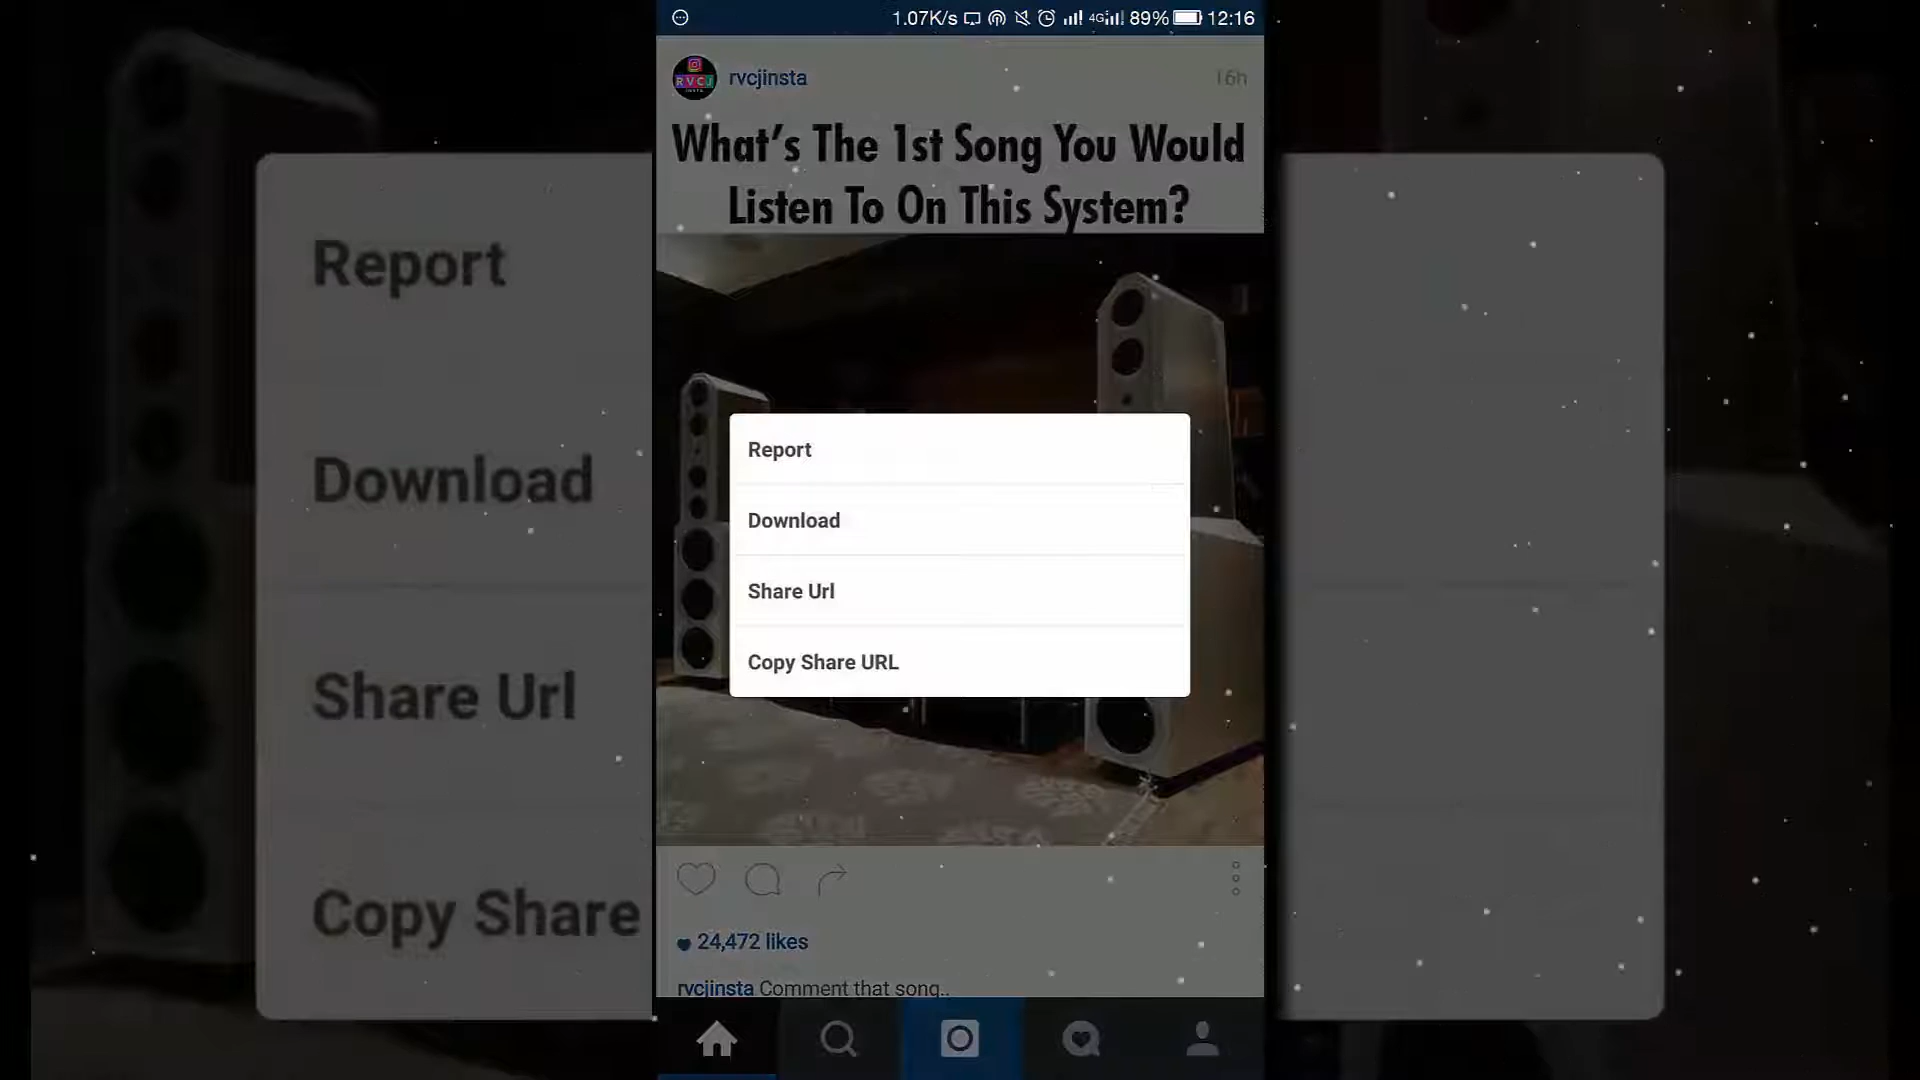 1.07K/s 4G 89% 12:16
rvcjinsta 16h
What's The 1st Song You Would
Listen To On This System?
Report
Download
Share Url
Copy Share URL
24,472 likes
rvcjinsta Comment that song..
Report
Download
Share Url
Copy Share
RVCJ
INSTA